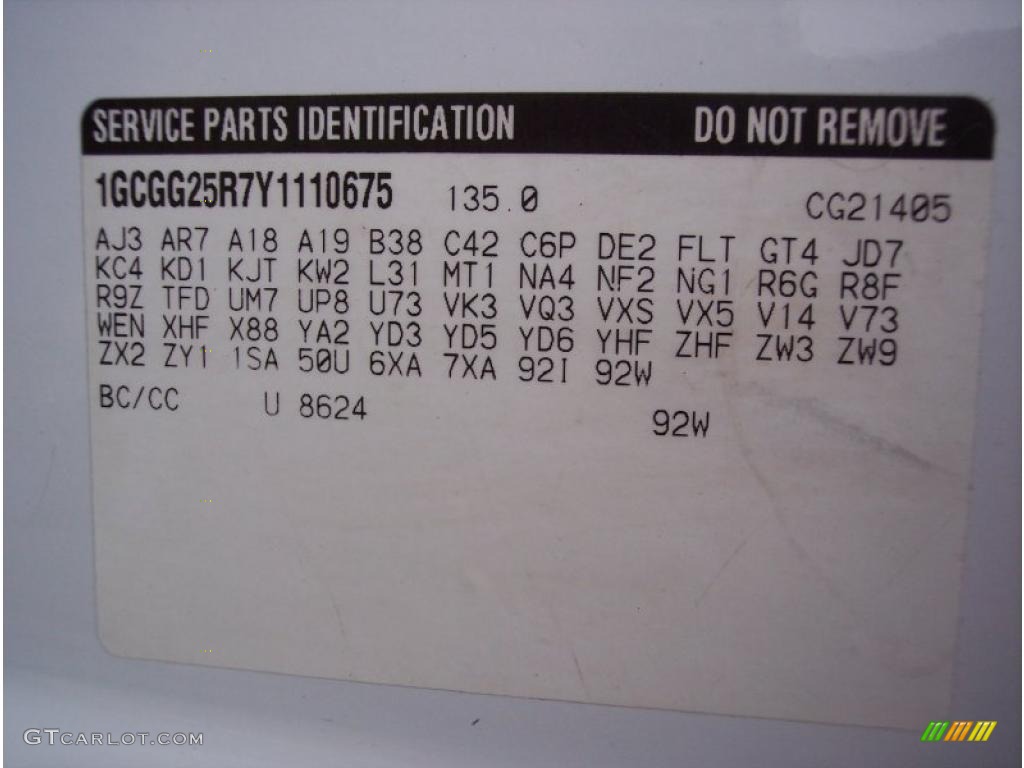 SERVICE PARTS IDENTIFICATION DO NOT REMOVE
1GCGG25R7Y1110675 135.0 CG21405
AJ3 AR7 A18 A19 B38 C42 C6P DE2 FLT GT4 JD7
KC4 KD1 KJT KW2 L31 MT1 NA4 NF2 NG1 R6G R8F
R9Z TFD UM7 UP8 U73 VK3 VQ3 VXS VX5 V14 V73
WEN XHF X88 YA2 YD3 YD5 YD6 YHF ZHF ZW3 ZW9
ZX2 ZY1 1SA 50U 6XA 7XA 92I 92W
BC/CC U 8624 92W
GTCARLOT.COM